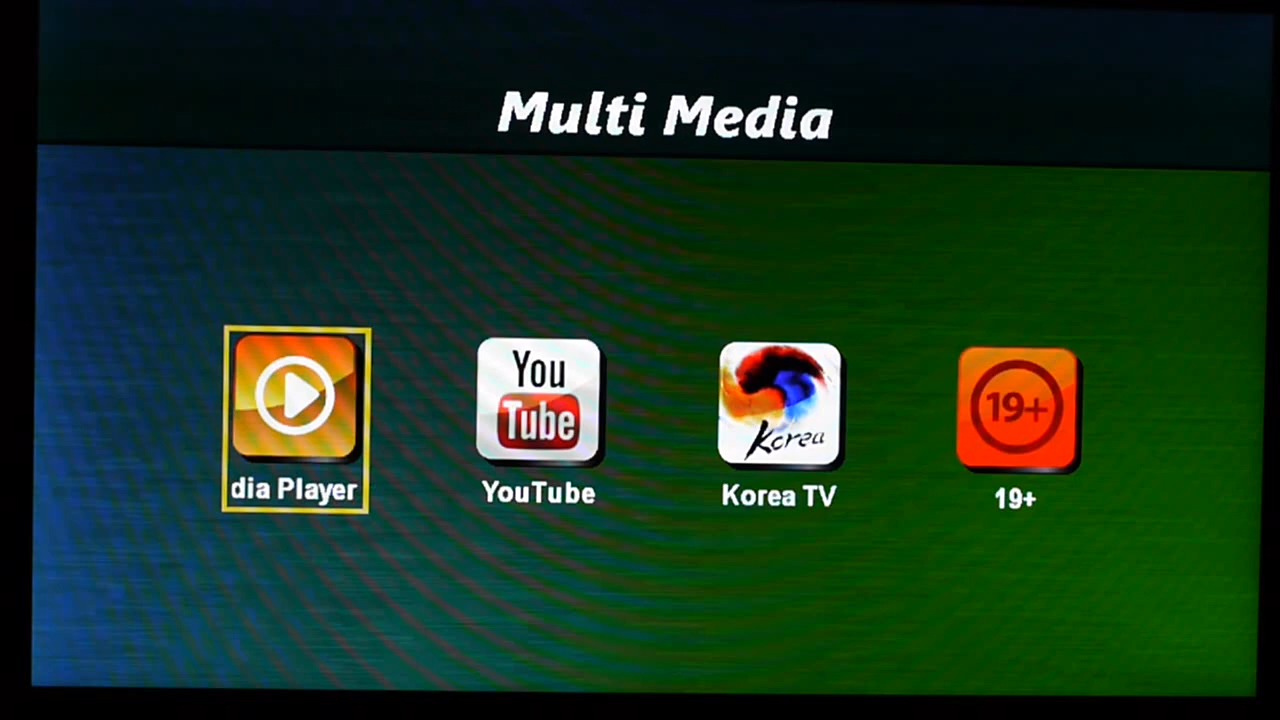 Multi Media
You
Tube
Korea
19+
dia Player
YouTube
Korea TV
19+